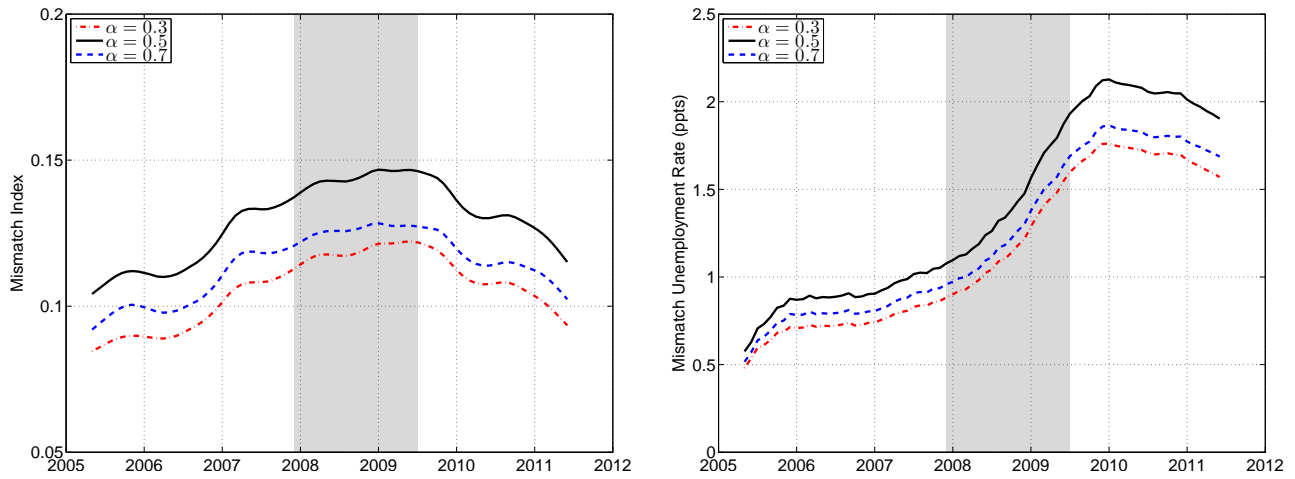 Mismatch Index
0.2
0.15
0.1
0.05
α = 0.3
α = 0.5
α = 0.7
2005 2006 2007 2008 2009 2010 2011 2012
Mismatch Unemployment Rate (ppts)
2.5
2
1.5
1
0.5
0
α = 0.3
α = 0.5
α = 0.7
2005 2006 2007 2008 2009 2010 2011 2012